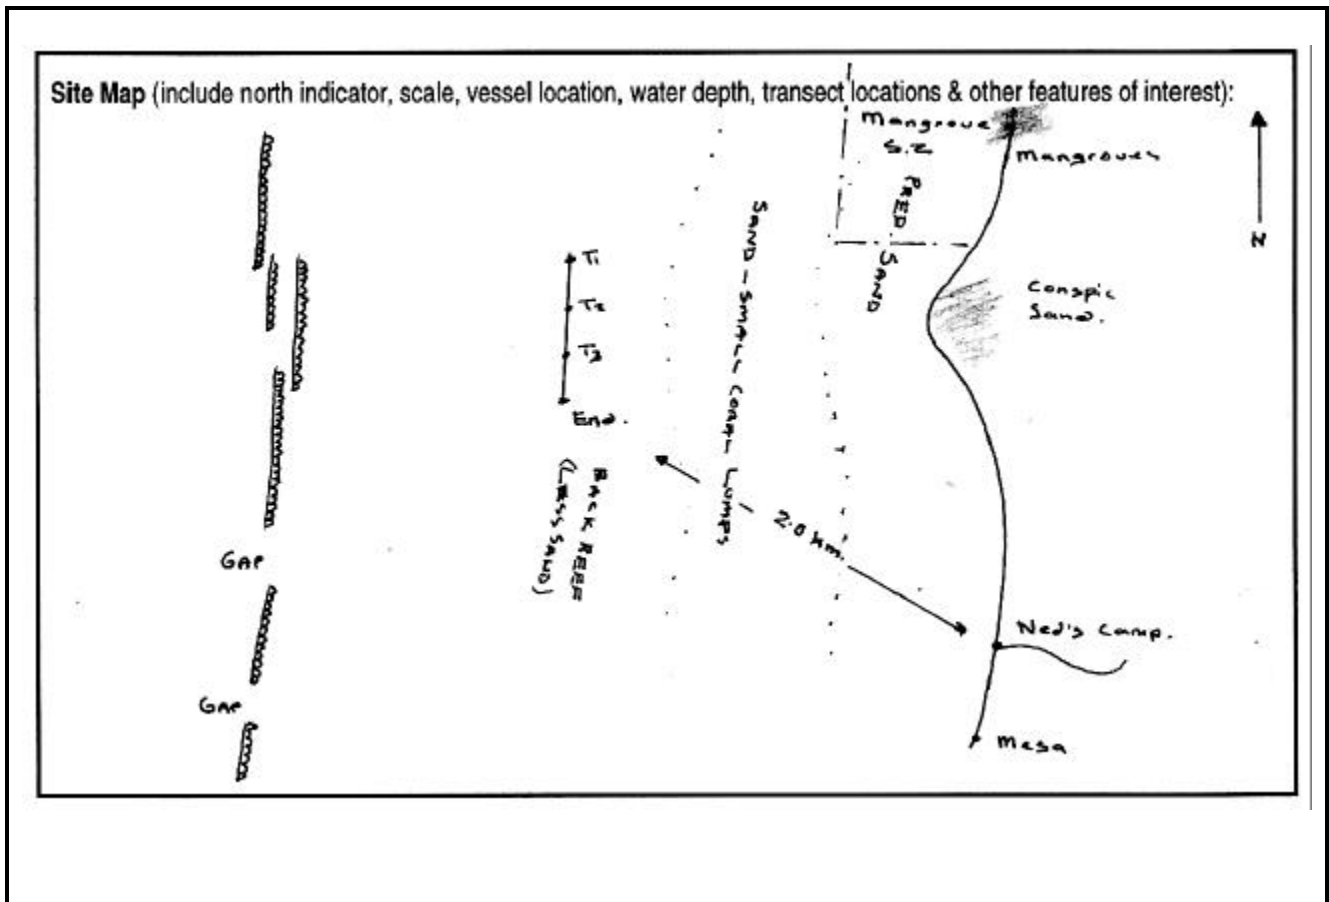 Site Map (include north indicator, scale, vessel location, water depth, transect locations & other features of interest):
Mangrove
S.Z
Mangroves
PRED SAND
N
Conspic
Sand.
SAND - SMALL CORAL LUMPS
T1
T2
T3
End.
BACK REEF
(LESS SAND)
2.0 km.
GAP
GAP
Ned's Camp.
Mesa